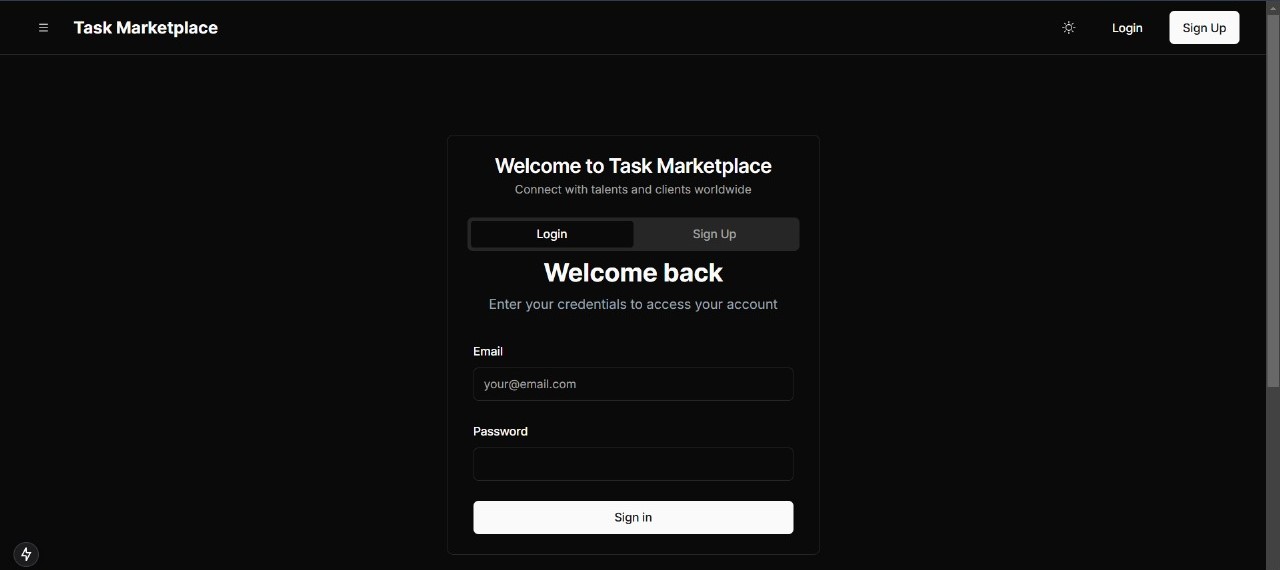 Task Marketplace
Login
Sign Up
Welcome to Task Marketplace
Connect with talents and clients worldwide
Login
Sign Up
Welcome back
Enter your credentials to access your account
Email
your@email.com
Password
Sign in